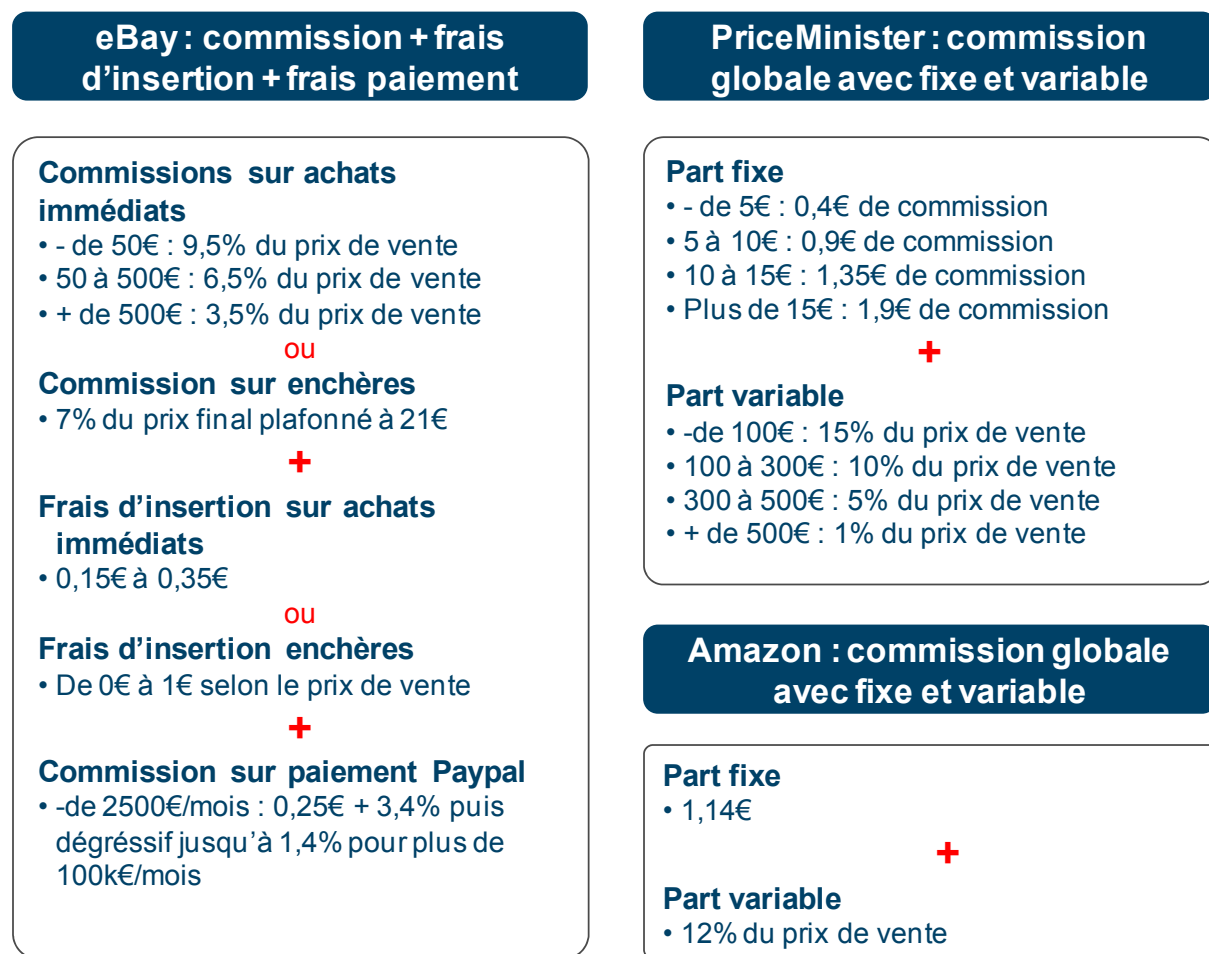 eBay : commission + frais
d’insertion + frais paiement
Commissions sur achats
immédiats
• - de 50€ : 9,5% du prix de vente
• 50 à 500€ : 6,5% du prix de vente
• + de 500€ : 3,5% du prix de vente
ou
Commission sur enchères
• 7% du prix final plafonné à 21€
+
Frais d’insertion sur achats
immédiats
• 0,15€ à 0,35€
ou
Frais d’insertion enchères
• De 0€ à 1€ selon le prix de vente
+
Commission sur paiement Paypal
• -de 2500€/mois : 0,25€ + 3,4% puis
dégréssif jusqu’à 1,4% pour plus de
100k€/mois
PriceMinister : commission
globale avec fixe et variable
Part fixe
• - de 5€ : 0,4€ de commission
• 5 à 10€ : 0,9€ de commission
• 10 à 15€ : 1,35€ de commission
• Plus de 15€ : 1,9€ de commission
+
Part variable
• -de 100€ : 15% du prix de vente
• 100 à 300€ : 10% du prix de vente
• 300 à 500€ : 5% du prix de vente
• + de 500€ : 1% du prix de vente
Amazon : commission globale
avec fixe et variable
Part fixe
• 1,14€
+
Part variable
• 12% du prix de vente